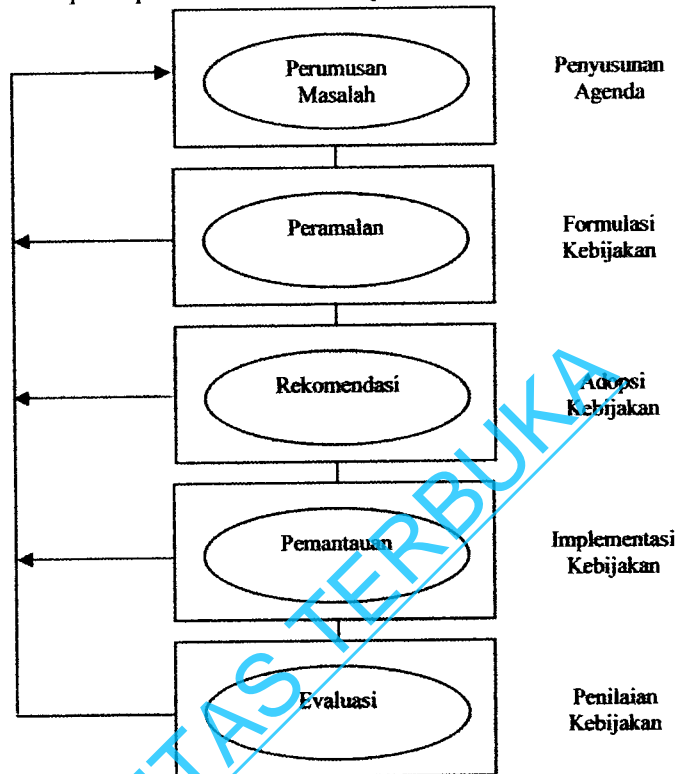 Perumusan
Masalah
Penyusunan
Agenda
Peramalan
Formulasi
Kebijakan
Rekomendasi
Adopsi
Kebijakan
Pemantauan
Implementasi
Kebijakan
Evaluasi
Penilaian
Kebijakan
TAS TERBUKA